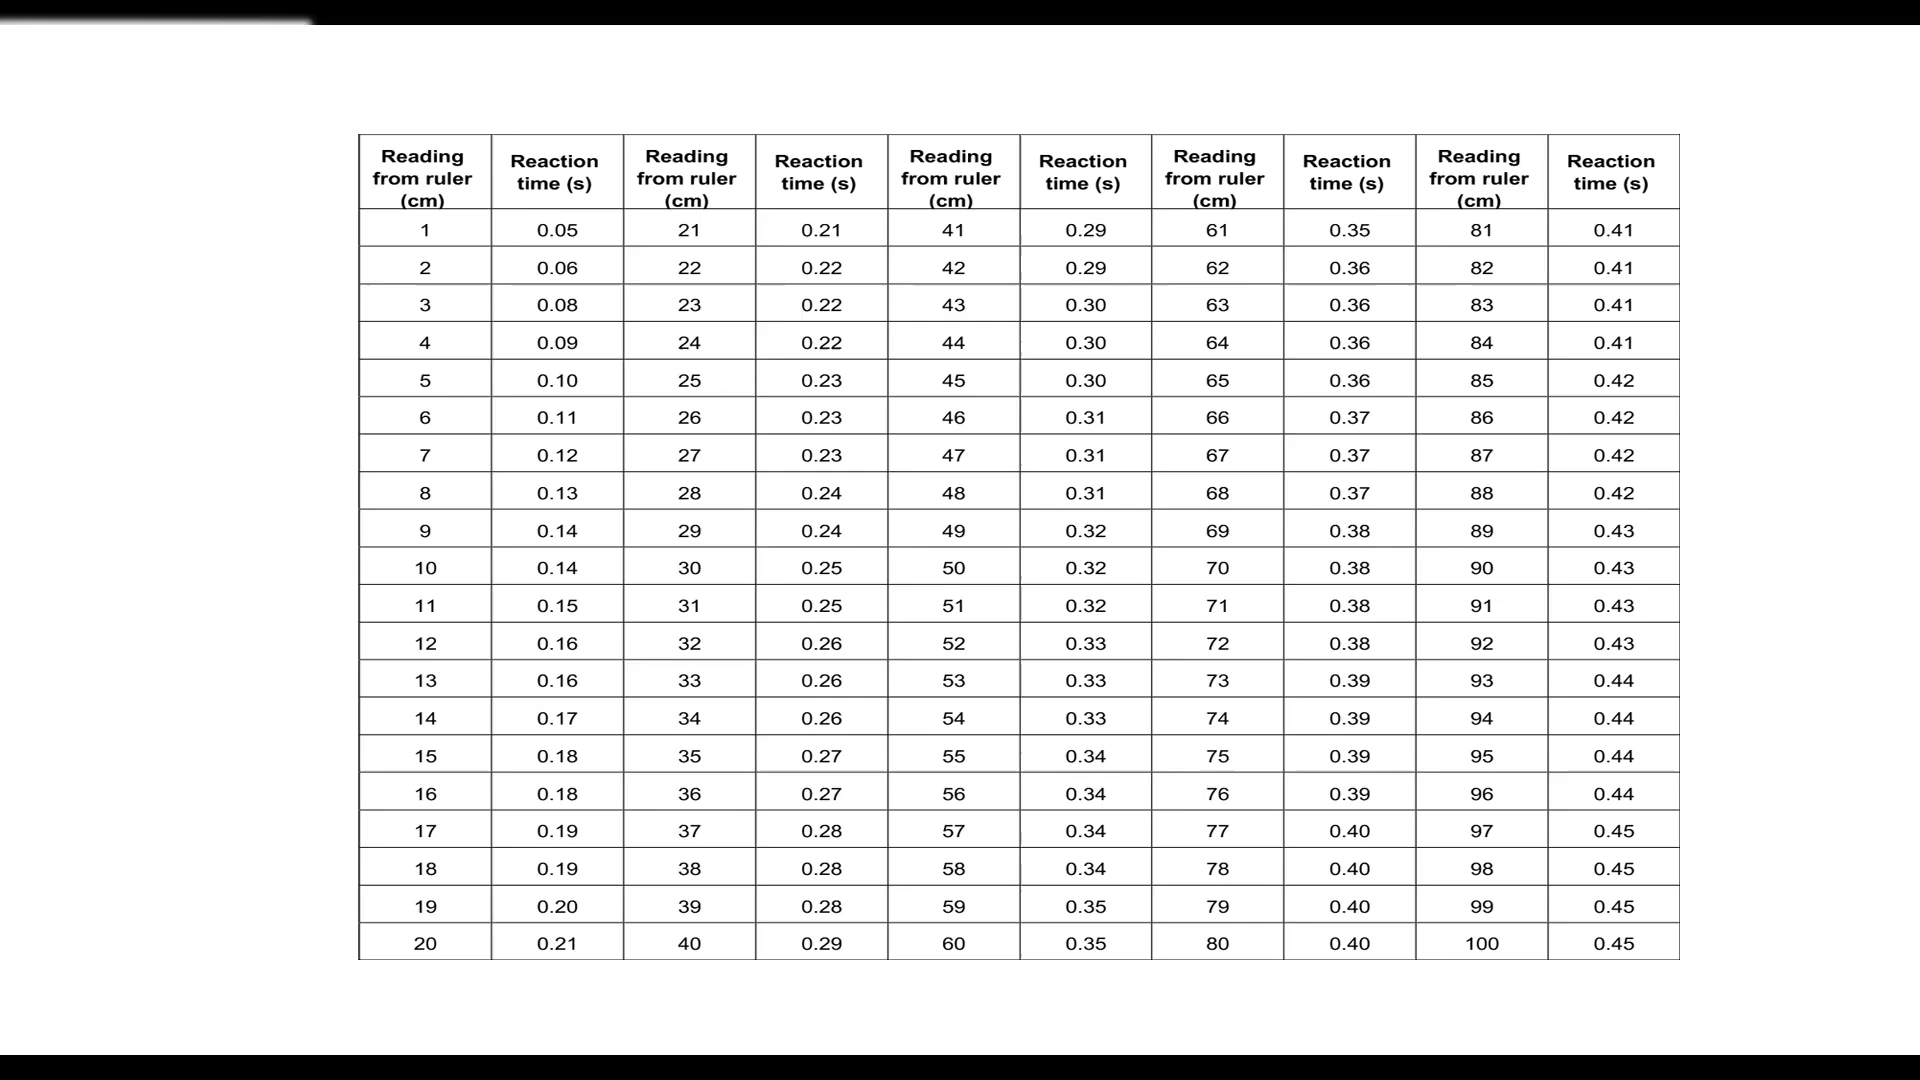 Reading from ruler (cm) Reaction time (s) Reading from ruler (cm) Reaction time (s) Reading from ruler (cm) Reaction time (s) Reading from ruler (cm) Reaction time (s) Reading from ruler (cm) Reaction time (s)
1 0.05 21 0.21 41 0.29 61 0.35 81 0.41
2 0.06 22 0.22 42 0.29 62 0.36 82 0.41
3 0.08 23 0.22 43 0.30 63 0.36 83 0.41
4 0.09 24 0.22 44 0.30 64 0.36 84 0.41
5 0.10 25 0.23 45 0.30 65 0.36 85 0.42
6 0.11 26 0.23 46 0.31 66 0.37 86 0.42
7 0.12 27 0.23 47 0.31 67 0.37 87 0.42
8 0.13 28 0.24 48 0.31 68 0.37 88 0.42
9 0.14 29 0.24 49 0.32 69 0.38 89 0.43
10 0.14 30 0.25 50 0.32 70 0.38 90 0.43
11 0.15 31 0.25 51 0.32 71 0.38 91 0.43
12 0.16 32 0.26 52 0.33 72 0.38 92 0.43
13 0.16 33 0.26 53 0.33 73 0.39 93 0.44
14 0.17 34 0.26 54 0.33 74 0.39 94 0.44
15 0.18 35 0.27 55 0.34 75 0.39 95 0.44
16 0.18 36 0.27 56 0.34 76 0.39 96 0.44
17 0.19 37 0.28 57 0.34 77 0.40 97 0.45
18 0.19 38 0.28 58 0.34 78 0.40 98 0.45
19 0.20 39 0.28 59 0.35 79 0.40 99 0.45
20 0.21 40 0.29 60 0.35 80 0.40 100 0.45